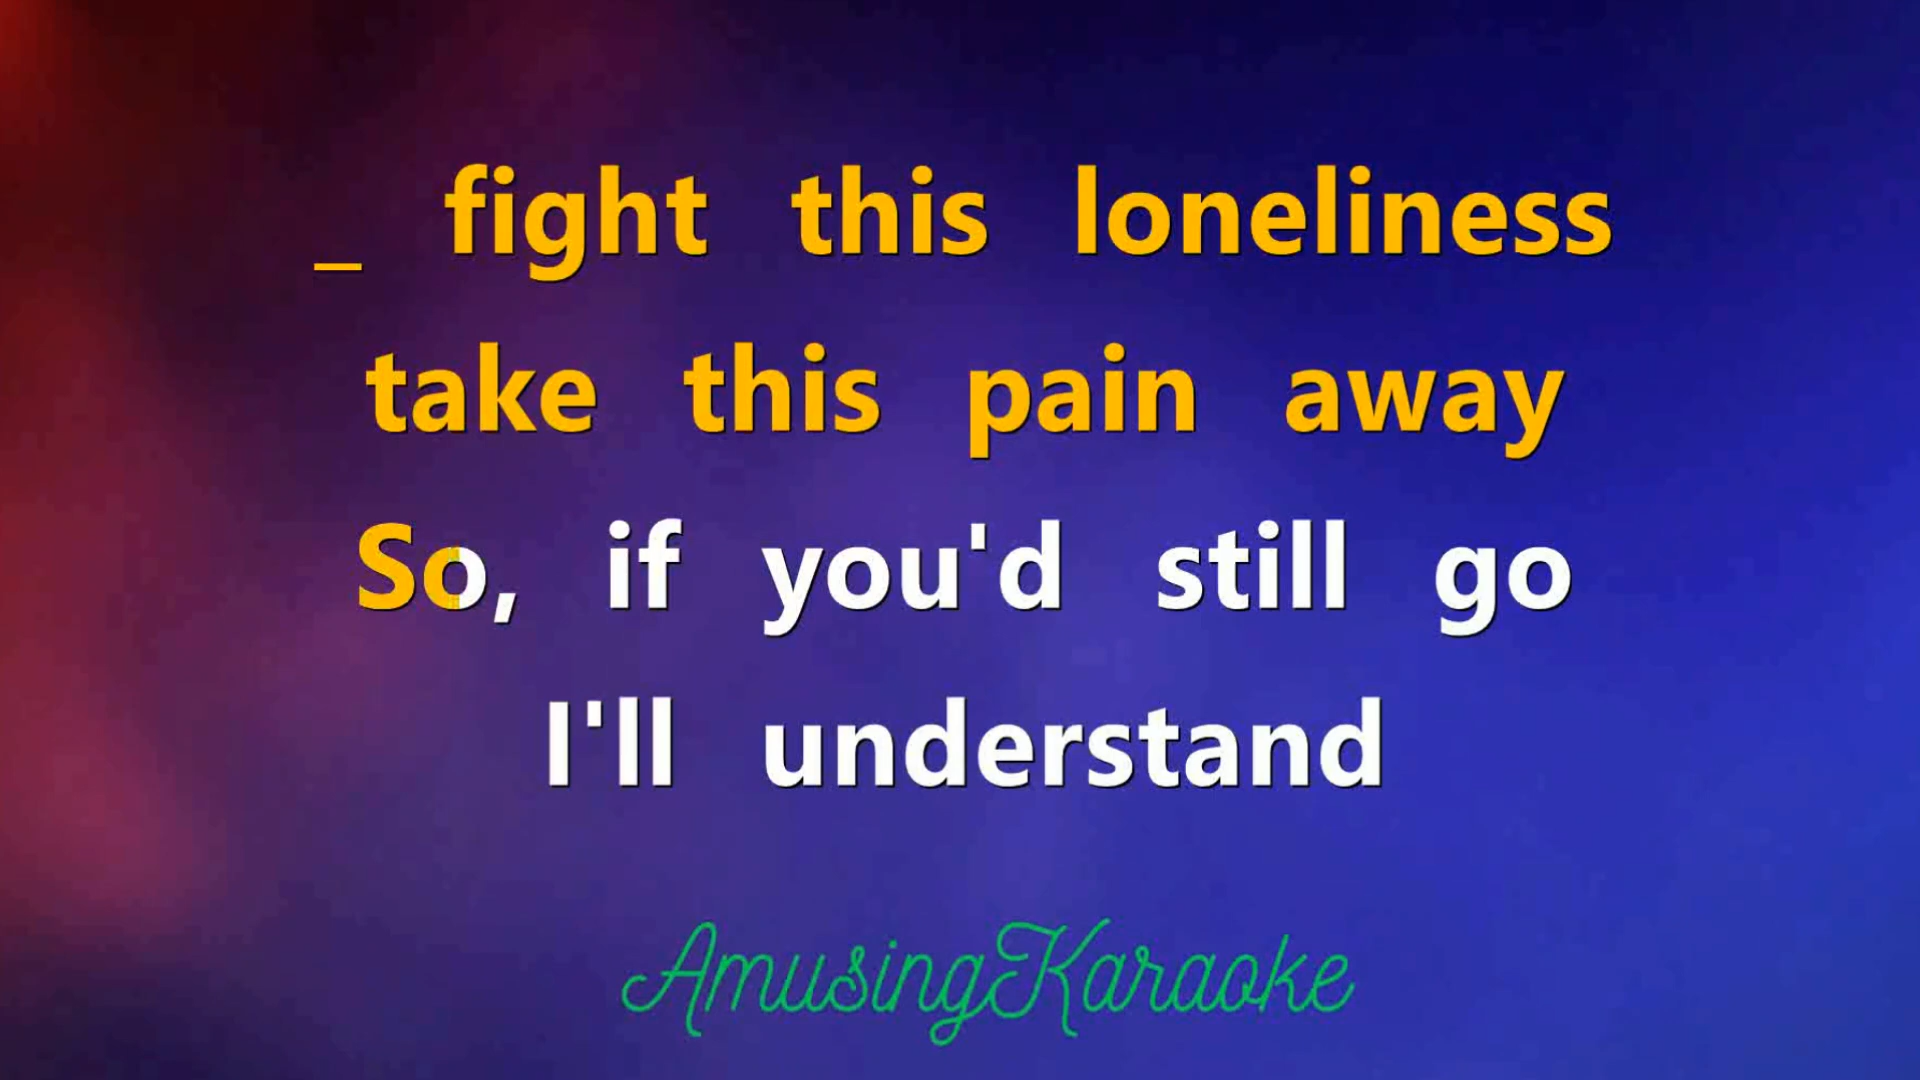 _ fight this loneliness
take this pain away
So, if you'd still go
I'll understand
AmusingKaraoke